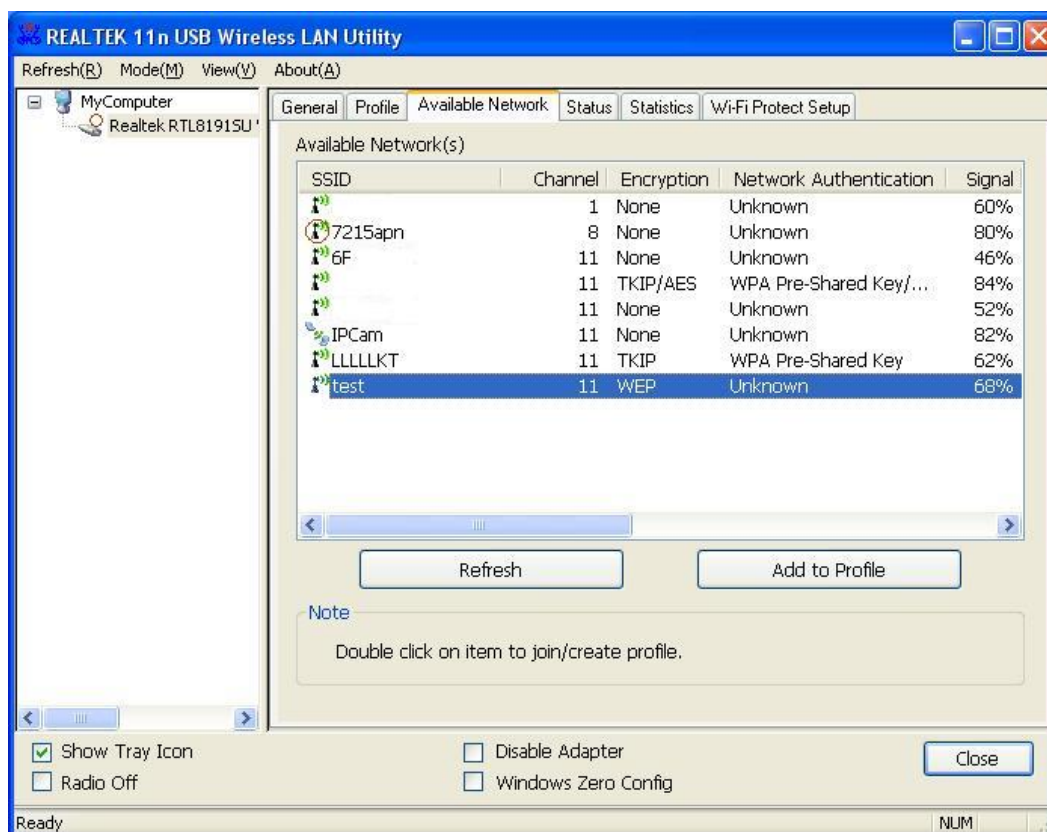 REALTEK 11n USB Wireless LAN Utility
Refresh(R) Mode(M) View(V) About(A)
MyComputer
Realtek RTL8191SU '
General Profile Available Network Status Statistics Wi-Fi Protect Setup
Available Network(s)
SSID Channel Encryption Network Authentication Signal
1 None Unknown 60%
7215apn 8 None Unknown 80%
6F 11 None Unknown 46%
11 TKIP/AES WPA Pre-Shared Key/... 84%
11 None Unknown 52%
IPCam 11 None Unknown 82%
LLLLLKT 11 TKIP WPA Pre-Shared Key 62%
test 11 WEP Unknown 68%
Refresh Add to Profile
Note
Double click on item to join/create profile.
Show Tray Icon Disable Adapter Close
Radio Off Windows Zero Config
Ready NUM